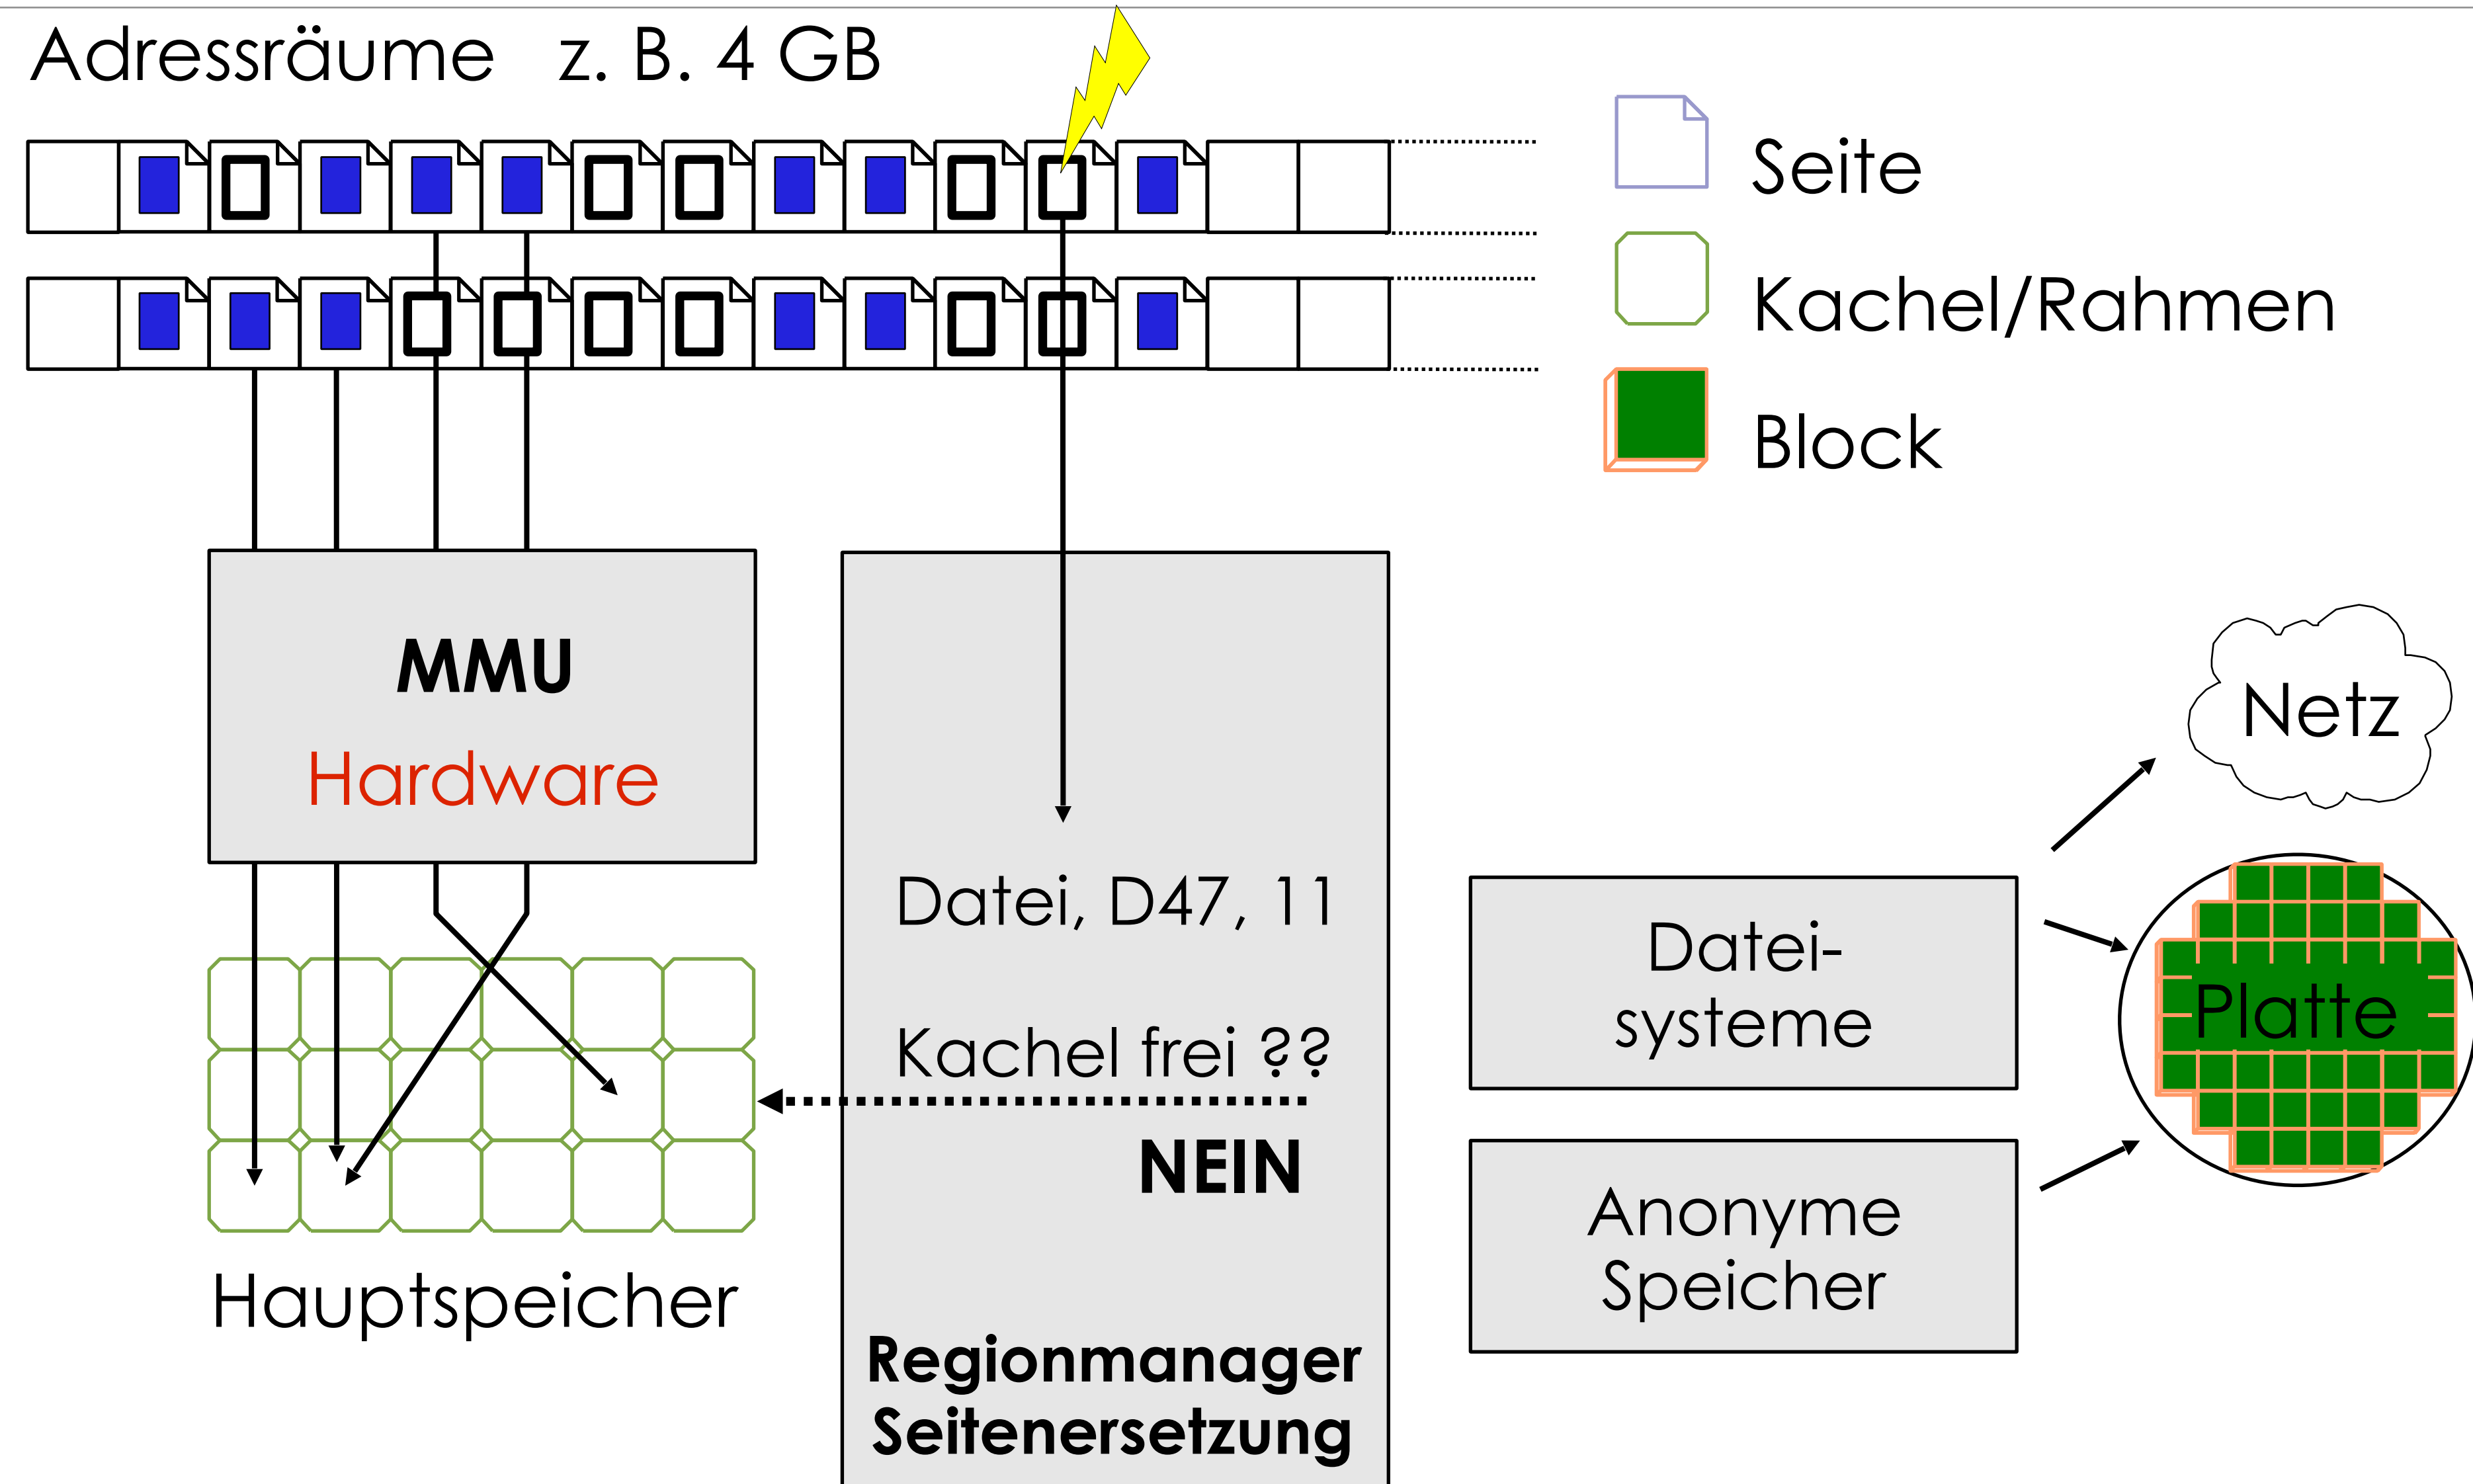 Adressräume z. B. 4 GB
Seite
Kachel/Rahmen
Block
MMU
Hardware
Hauptspeicher
Datei, D47, 11
Kachel frei ??
NEIN
Regionmanager
Seitenersetzung
Datei-
systeme
Anonyme
Speicher
Netz
Platte